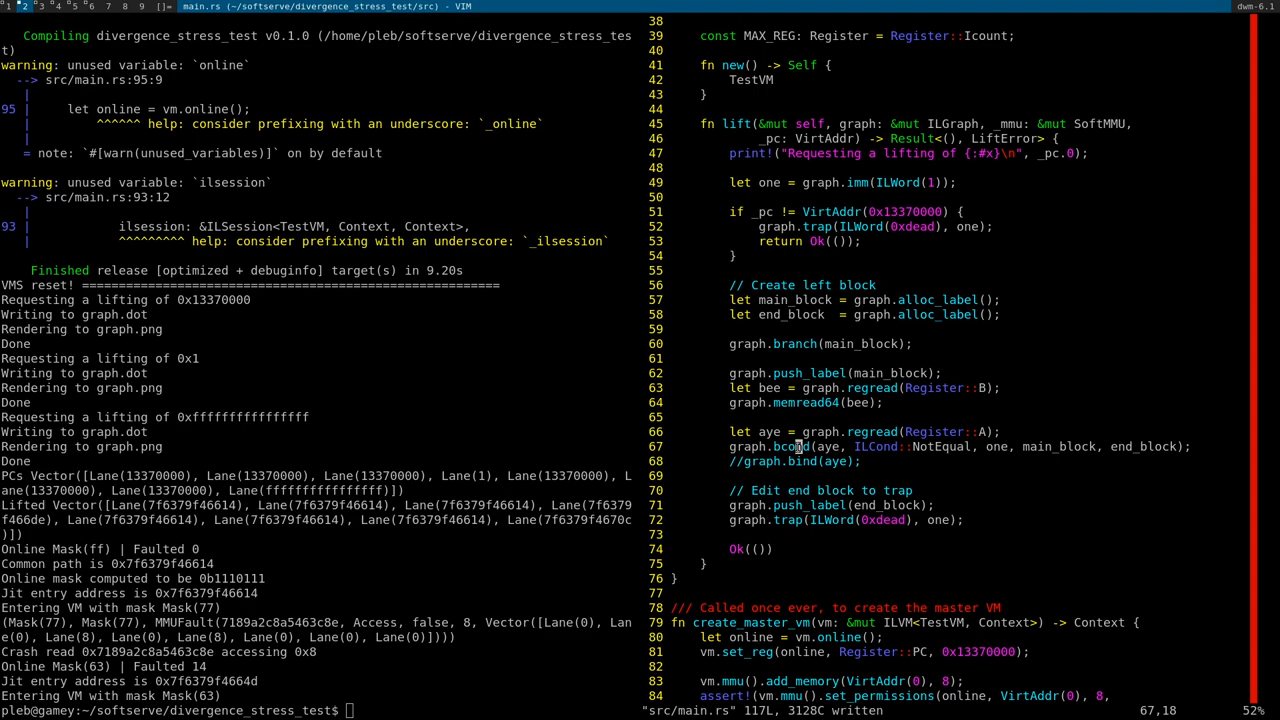 1 2 3 4 5 6 7 8 9 []= main.rs (~/softserve/divergence_stress_test/src) - VIM dwm-6.1
Compiling divergence_stress_test v0.1.0 (/home/pleb/softserve/divergence_stress_tes
t)
warning: unused variable: `online`
--> src/main.rs:95:9
|
95 | let online = vm.online();
| ^^^^^^ help: consider prefixing with an underscore: `_online`
|
= note: `#[warn(unused_variables)]` on by default
warning: unused variable: `ilsession`
--> src/main.rs:93:12
|
93 | ilsession: &ILSession<TestVM, Context, Context>,
| ^^^^^^^^^ help: consider prefixing with an underscore: `_ilsession`
Finished release [optimized + debuginfo] target(s) in 9.20s
VMS reset! =========================================================
Requesting a lifting of 0x13370000
Writing to graph.dot
Rendering to graph.png
Done
Requesting a lifting of 0x1
Writing to graph.dot
Rendering to graph.png
Done
Requesting a lifting of 0xffffffffffffffff
Writing to graph.dot
Rendering to graph.png
Done
PCs Vector([Lane(13370000), Lane(13370000), Lane(13370000), Lane(1), Lane(13370000), L
ane(13370000), Lane(13370000), Lane(ffffffffffffffff)])
Lifted Vector([Lane(7f6379f46614), Lane(7f6379f46614), Lane(7f6379f46614), Lane(7f6379
f466de), Lane(7f6379f46614), Lane(7f6379f46614), Lane(7f6379f46614), Lane(7f6379f4670c
)])
Online Mask(ff) | Faulted 0
Common path is 0x7f6379f46614
Online mask computed to be 0b1110111
Jit entry address is 0x7f6379f46614
Entering VM with mask Mask(77)
(Mask(77), Mask(77), MMUFault(7189a2c8a5463c8e, Access, false, 8, Vector([Lane(0), Lan
e(0), Lane(8), Lane(0), Lane(8), Lane(0), Lane(0), Lane(0)])))
Crash read 0x7189a2c8a5463c8e accessing 0x8
Online Mask(63) | Faulted 14
Jit entry address is 0x7f6379f4664d
Entering VM with mask Mask(63)
pleb@gamey:~/softserve/divergence_stress_test$
38
39 const MAX_REG: Register = Register::Icount;
40
41 fn new() -> Self {
42 TestVM
43 }
44
45 fn lift(&mut self, graph: &mut ILGraph, _mmu: &mut SoftMMU,
46 _pc: VirtAddr) -> Result<(), LiftError> {
47 print!("Requesting a lifting of {:#x}\n", _pc.0);
48
49 let one = graph.imm(ILWord(1));
50
51 if _pc != VirtAddr(0x13370000) {
52 graph.trap(ILWord(0xdead), one);
53 return Ok(());
54 }
55
56 // Create left block
57 let main_block = graph.alloc_label();
58 let end_block  = graph.alloc_label();
59
60 graph.branch(main_block);
61
62 graph.push_label(main_block);
63 let bee = graph.regread(Register::B);
64 graph.memread64(bee);
65
66 let aye = graph.regread(Register::A);
67 graph.bcond(aye, ILCond::NotEqual, one, main_block, end_block);
68 //graph.bind(aye);
69
70 // Edit end block to trap
71 graph.push_label(end_block);
72 graph.trap(ILWord(0xdead), one);
73
74 Ok(())
75 }
76 }
77
78 /// Called once ever, to create the master VM
79 fn create_master_vm(vm: &mut ILVM<TestVM, Context>) -> Context {
80 let online = vm.online();
81 vm.set_reg(online, Register::PC, 0x13370000);
82
83 vm.mmu().add_memory(VirtAddr(0), 8);
84 assert!(vm.mmu().set_permissions(online, VirtAddr(0), 8,
"src/main.rs" 117L, 3128C written 67,18 52%